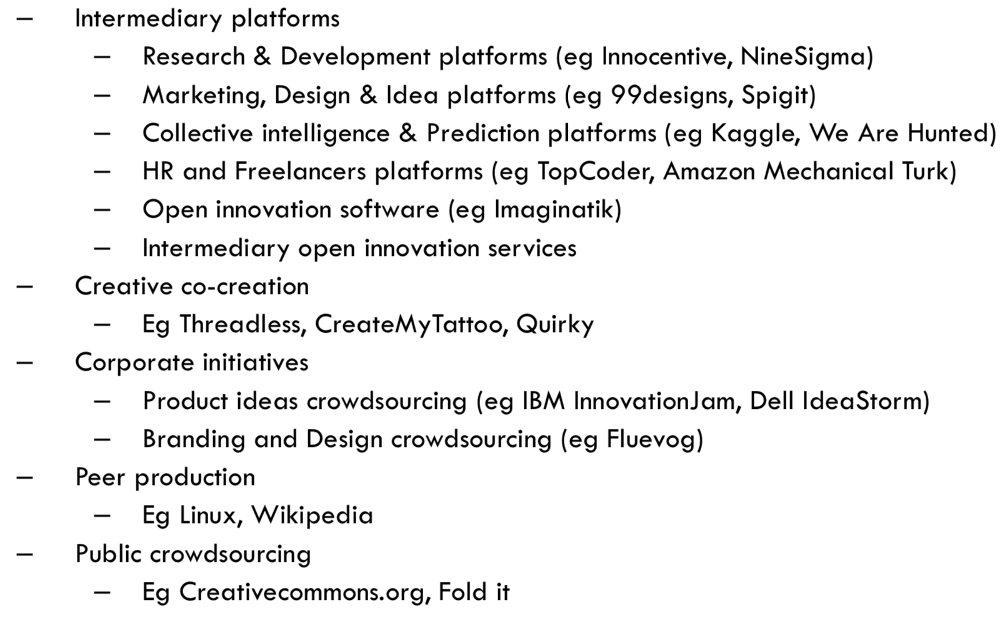 – Intermediary platforms
– Research & Development platforms (eg Innocentive, NineSigma)
– Marketing, Design & Idea platforms (eg 99designs, Spigit)
– Collective intelligence & Prediction platforms (eg Kaggle, We Are Hunted)
– HR and Freelancers platforms (eg TopCoder, Amazon Mechanical Turk)
– Open innovation software (eg Imaginatik)
– Intermediary open innovation services
– Creative co-creation
– Eg Threadless, CreateMyTattoo, Quirky
– Corporate initiatives
– Product ideas crowdsourcing (eg IBM InnovationJam, Dell IdeaStorm)
– Branding and Design crowdsourcing (eg Fluevog)
– Peer production
– Eg Linux, Wikipedia
– Public crowdsourcing
– Eg Creativecommons.org, Fold it